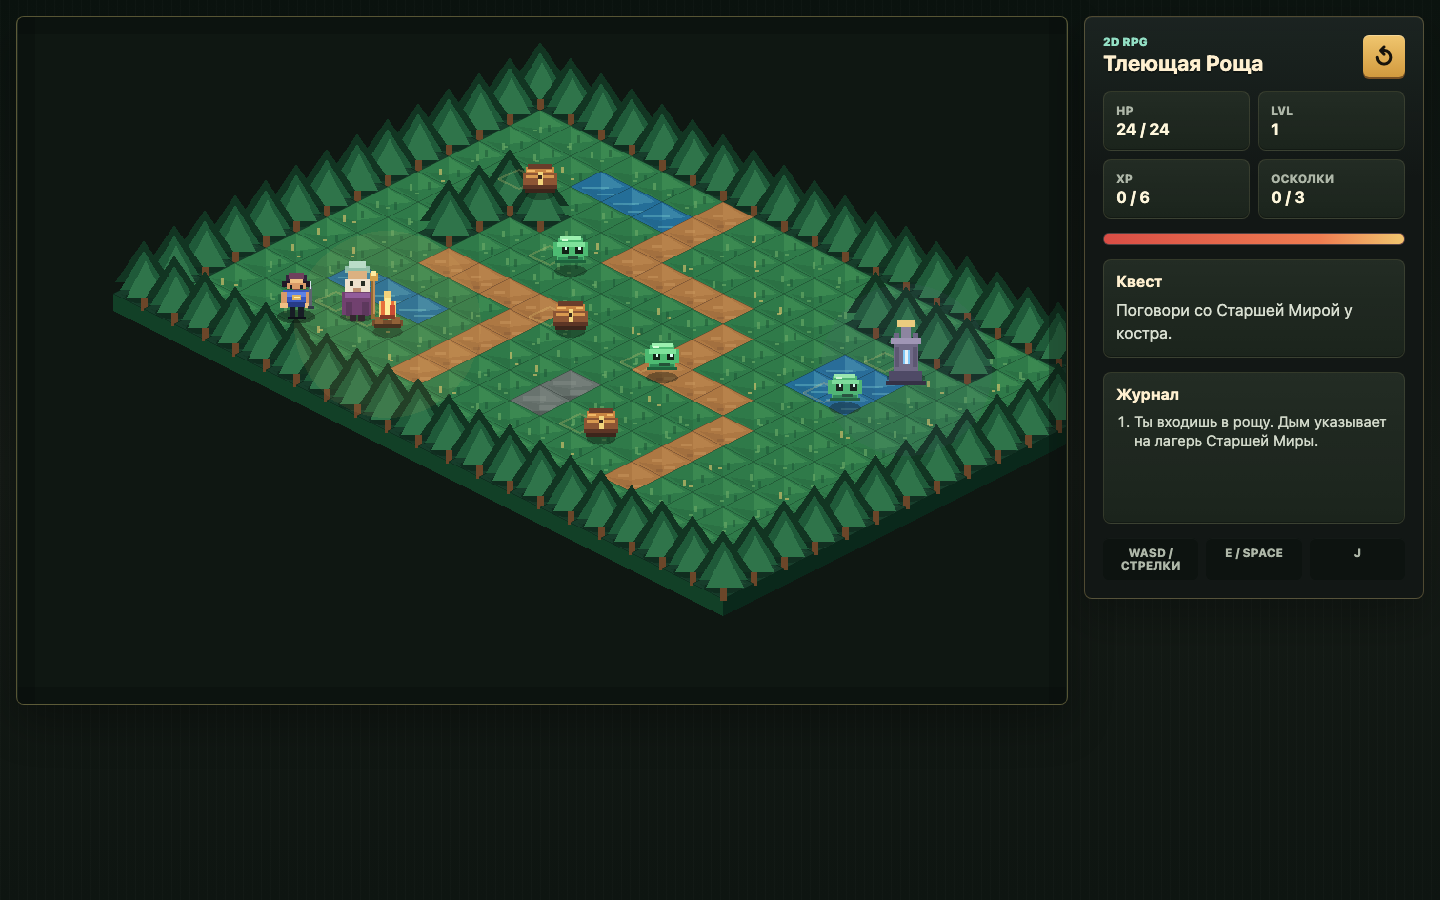 2D RPG
Тлеющая Роща
HP
24 / 24
LVL
1
XP
0 / 6
ОСКОЛКИ
0 / 3
Квест
Поговори со Старшей Мирой у
костра.
Журнал
1. Ты входишь в рощу. Дым указывает
на лагерь Старшей Миры.
WASD /
СТРЕЛКИ
E / SPACE
J